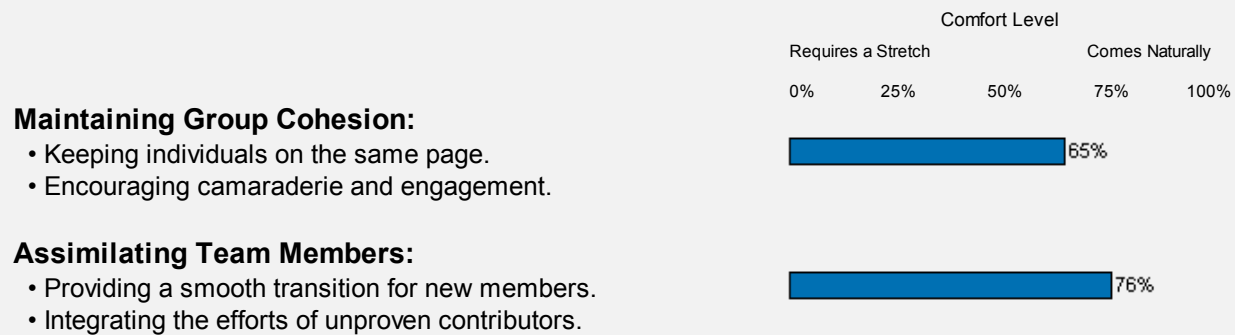 Comfort Level
Requires a Stretch Comes Naturally
0% 25% 50% 75% 100%
Maintaining Group Cohesion:
• Keeping individuals on the same page.
65%
• Encouraging camaraderie and engagement.
Assimilating Team Members:
• Providing a smooth transition for new members.
76%
• Integrating the efforts of unproven contributors.